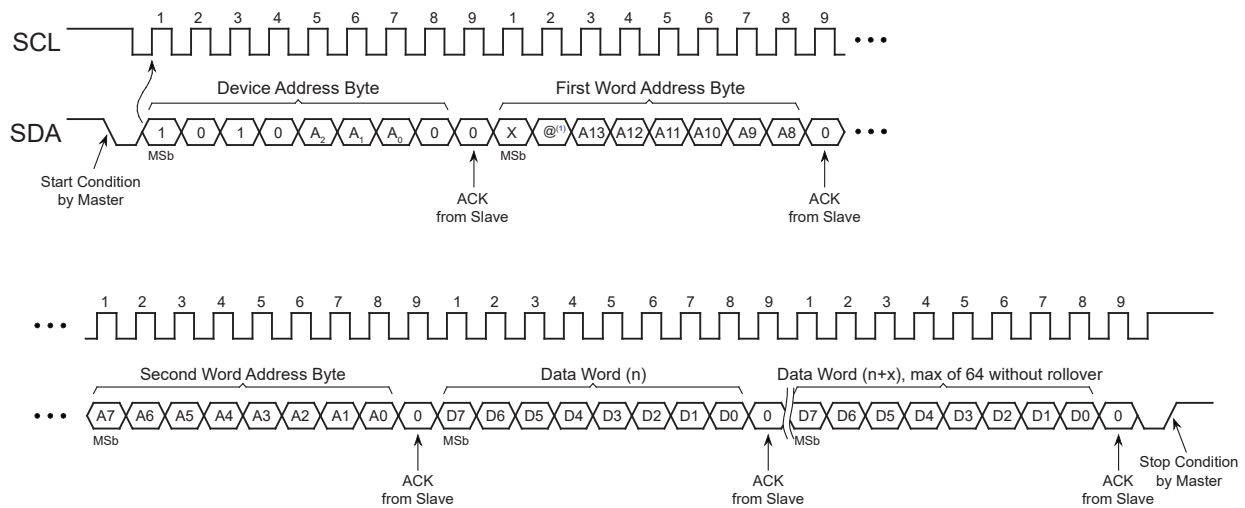 1 2 3 4 5 6 7 8 9 1 2 3 4 5 6 7 8 9
SCL •••
Device Address Byte First Word Address Byte
SDA 1 0 1 0 A2 A1 A0 0 0 X @(1) A13 A12 A11 A10 A9 A8 0 •••
MSb MSb
Start Condition
by Master
ACK
from Slave
ACK
from Slave
1 2 3 4 5 6 7 8 9 1 2 3 4 5 6 7 8 9 1 2 3 4 5 6 7 8 9
•••
Second Word Address Byte Data Word (n) Data Word (n+x), max of 64 without rollover
••• A7 A6 A5 A4 A3 A2 A1 A0 0 D7 D6 D5 D4 D3 D2 D1 D0 0 D7 D6 D5 D4 D3 D2 D1 D0 0
MSb MSb MSb
ACK
from Slave
ACK
from Slave
ACK
from Slave
Stop Condition
by Master